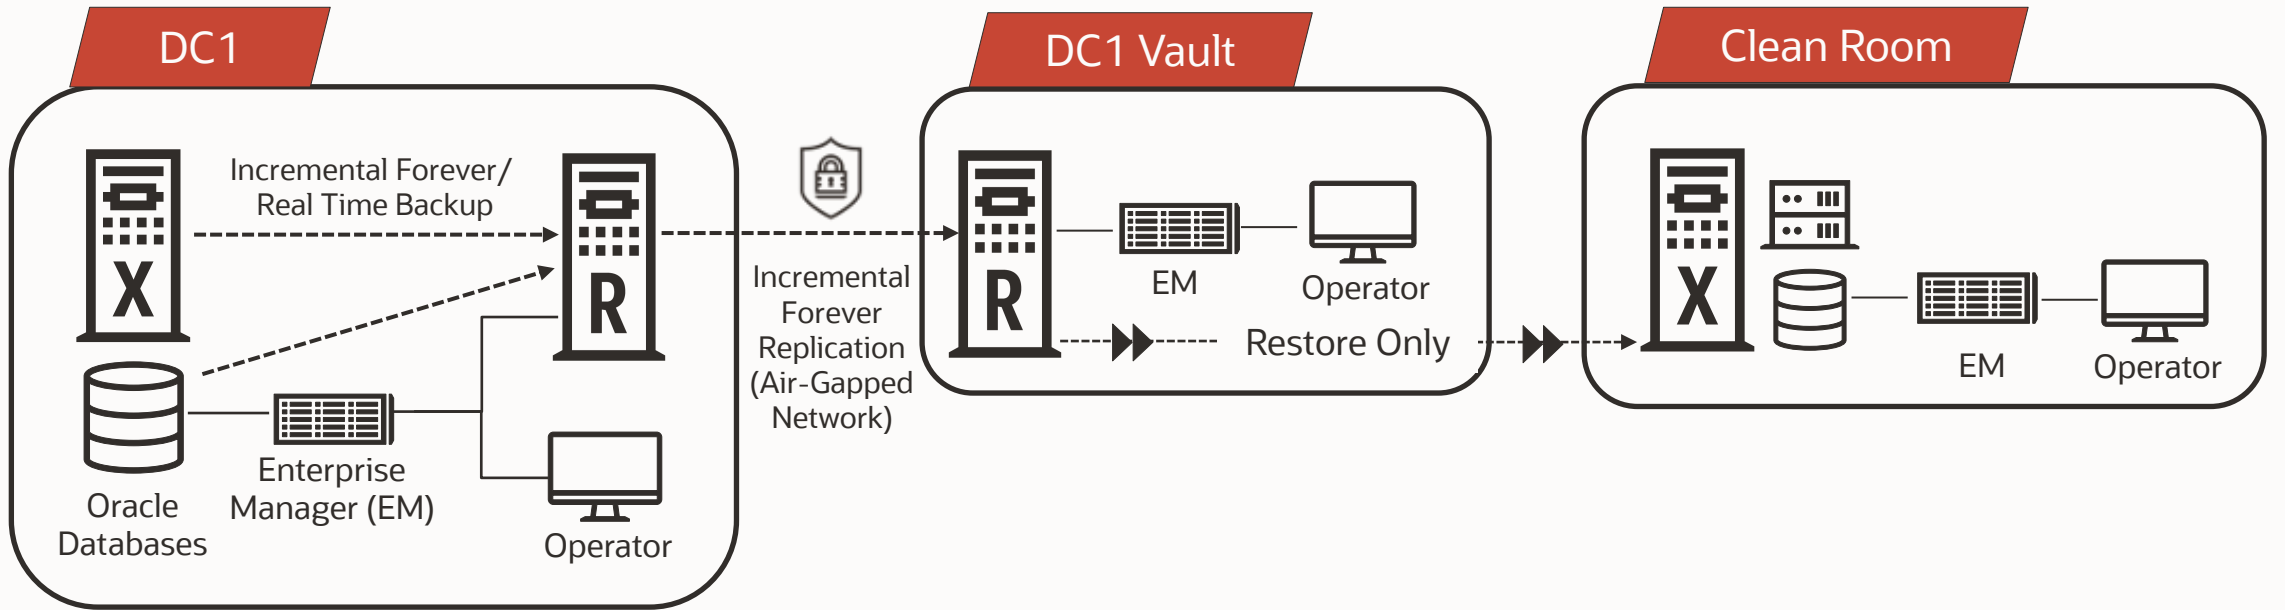 DC1
DC1 Vault
Clean Room
Incremental Forever/
Real Time Backup
X
R
Oracle
Databases
Enterprise
Manager (EM)
Operator
Incremental
Forever
Replication
(Air-Gapped
Network)
R
EM
Operator
Restore Only
X
EM
Operator